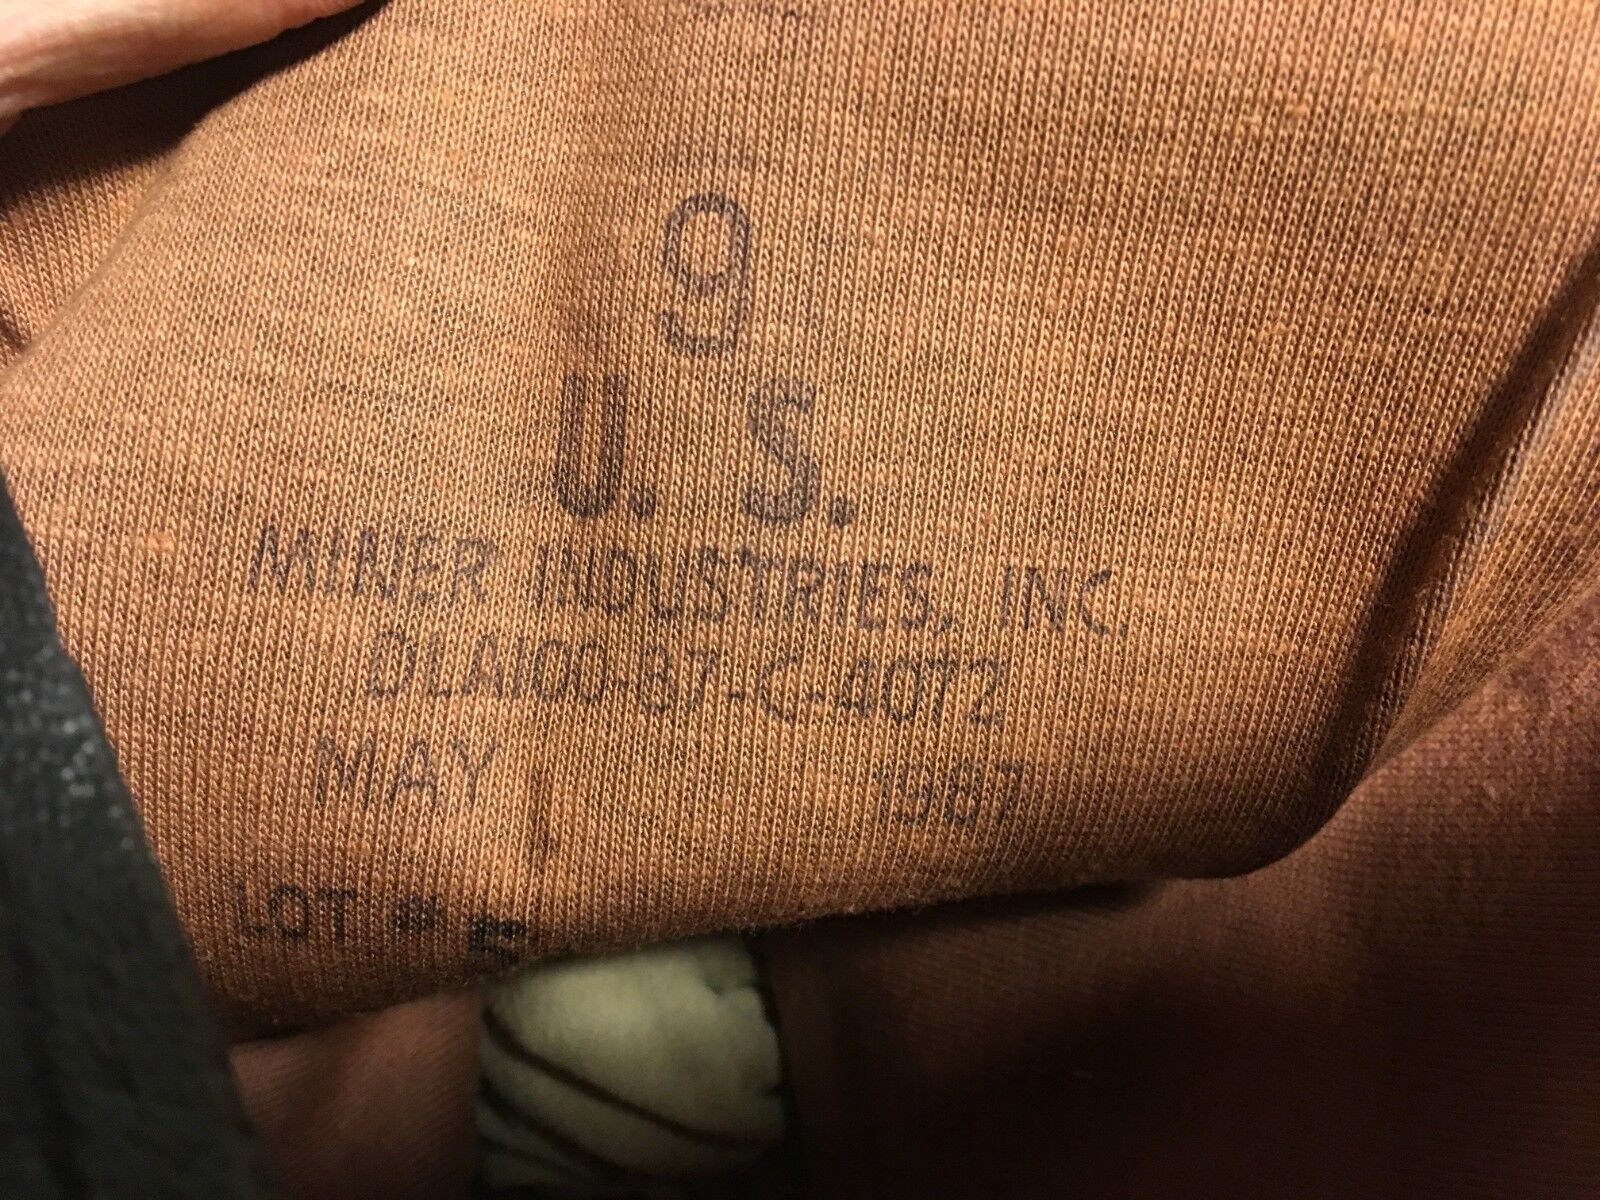 9
U. S.
MINER INDUSTRIES, INC.
DLA100-87-C-4072
MAY 1987
LOT # 5